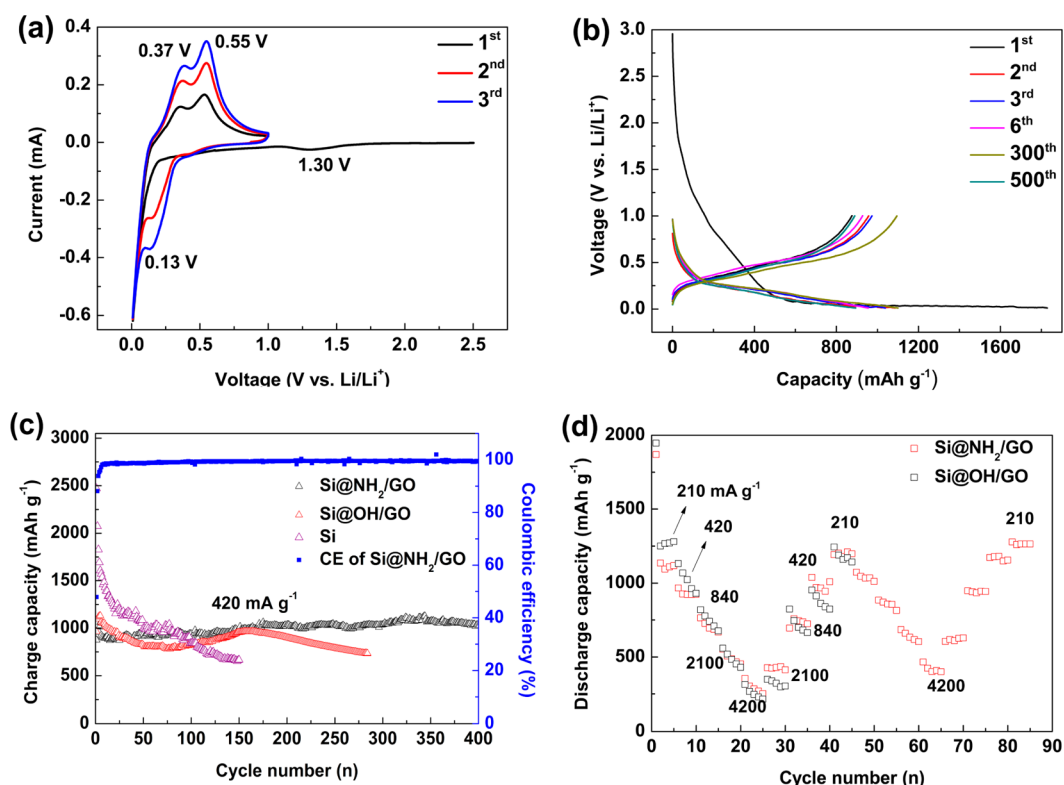 (a)
0.37 V
0.55 V
1st
2nd
3rd
1.30 V
0.13 V
0.4
0.2
0.0
-0.2
-0.4
-0.6
Current (mA)
0.0 0.5 1.0 1.5 2.0 2.5
Voltage (V vs. Li/Li+)
(b)
1st
2nd
3rd
6th
300th
500th
3.0
2.5
2.0
1.5
1.0
0.5
0.0
Voltage (V vs. Li/Li+)
0 400 800 1200 1600
Capacity (mAh g-1)
(c)
Si@NH2/GO
Si@OH/GO
Si
CE of Si@NH2/GO
420 mA g-1
3000
2750
2500
2250
2000
1750
1500
1250
1000
750
500
250
0
Charge capacity (mAh g-1)
100
80
60
40
20
0
Coulombic efficiency (%)
0 50 100 150 200 250 300 350 400
Cycle number (n)
(d)
Si@NH2/GO
Si@OH/GO
210 mA g-1
420
840
2100
4200
2100
840
420
210
4200
210
2000
1500
1000
500
0
Discharge capacity (mAh g-1)
0 10 20 30 40 50 60 70 80 90
Cycle number (n)